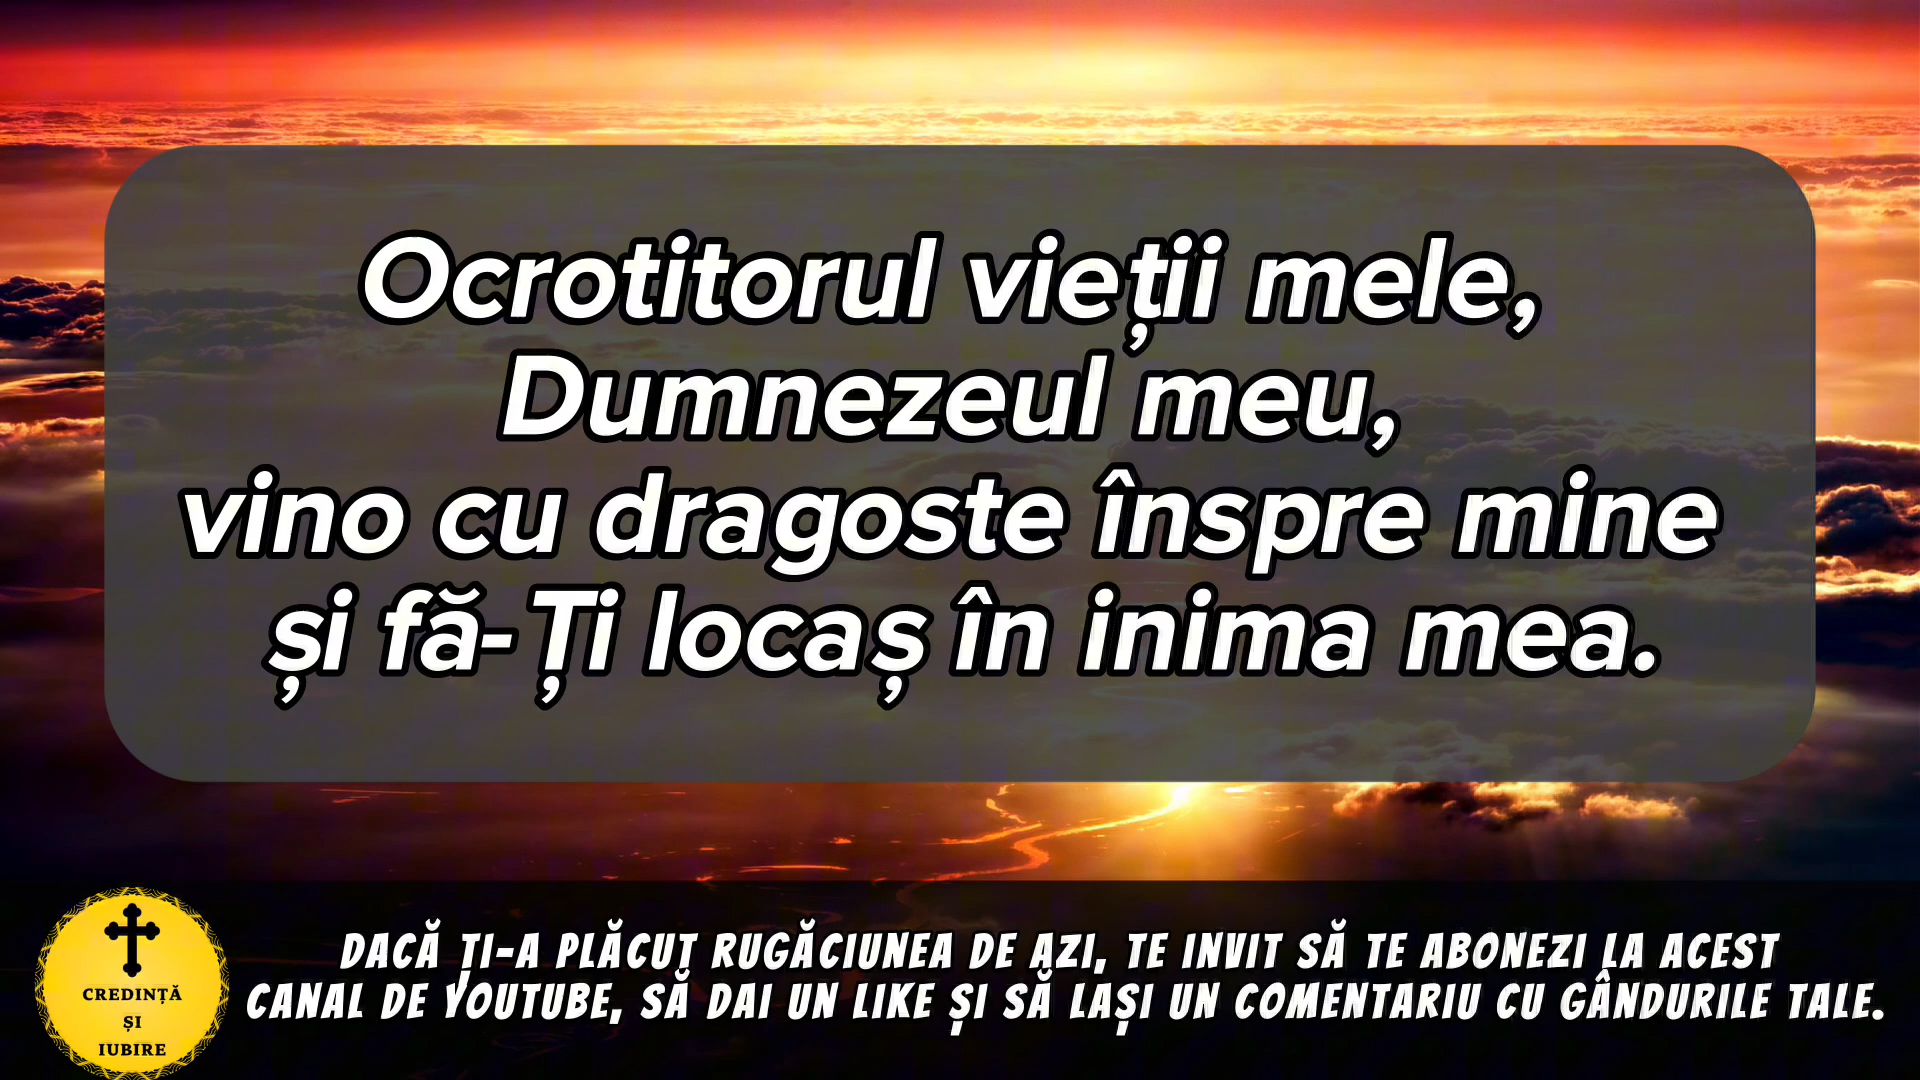 Ocrotitorul vieții mele,
Dumnezeul meu,
vino cu dragoste înspre mine
și fă-Ți locaș în inima mea.
DACĂ ȚI-A PLĂCUT RUGĂCIUNEA DE AZI, TE INVIT SĂ TE ABONEZI LA ACEST
CANAL DE YOUTUBE, SĂ DAI UN LIKE ȘI SĂ LAȘI UN COMENTARIU CU GÂNDURILE TALE.
CREDINȚĂ
ȘI
IUBIRE